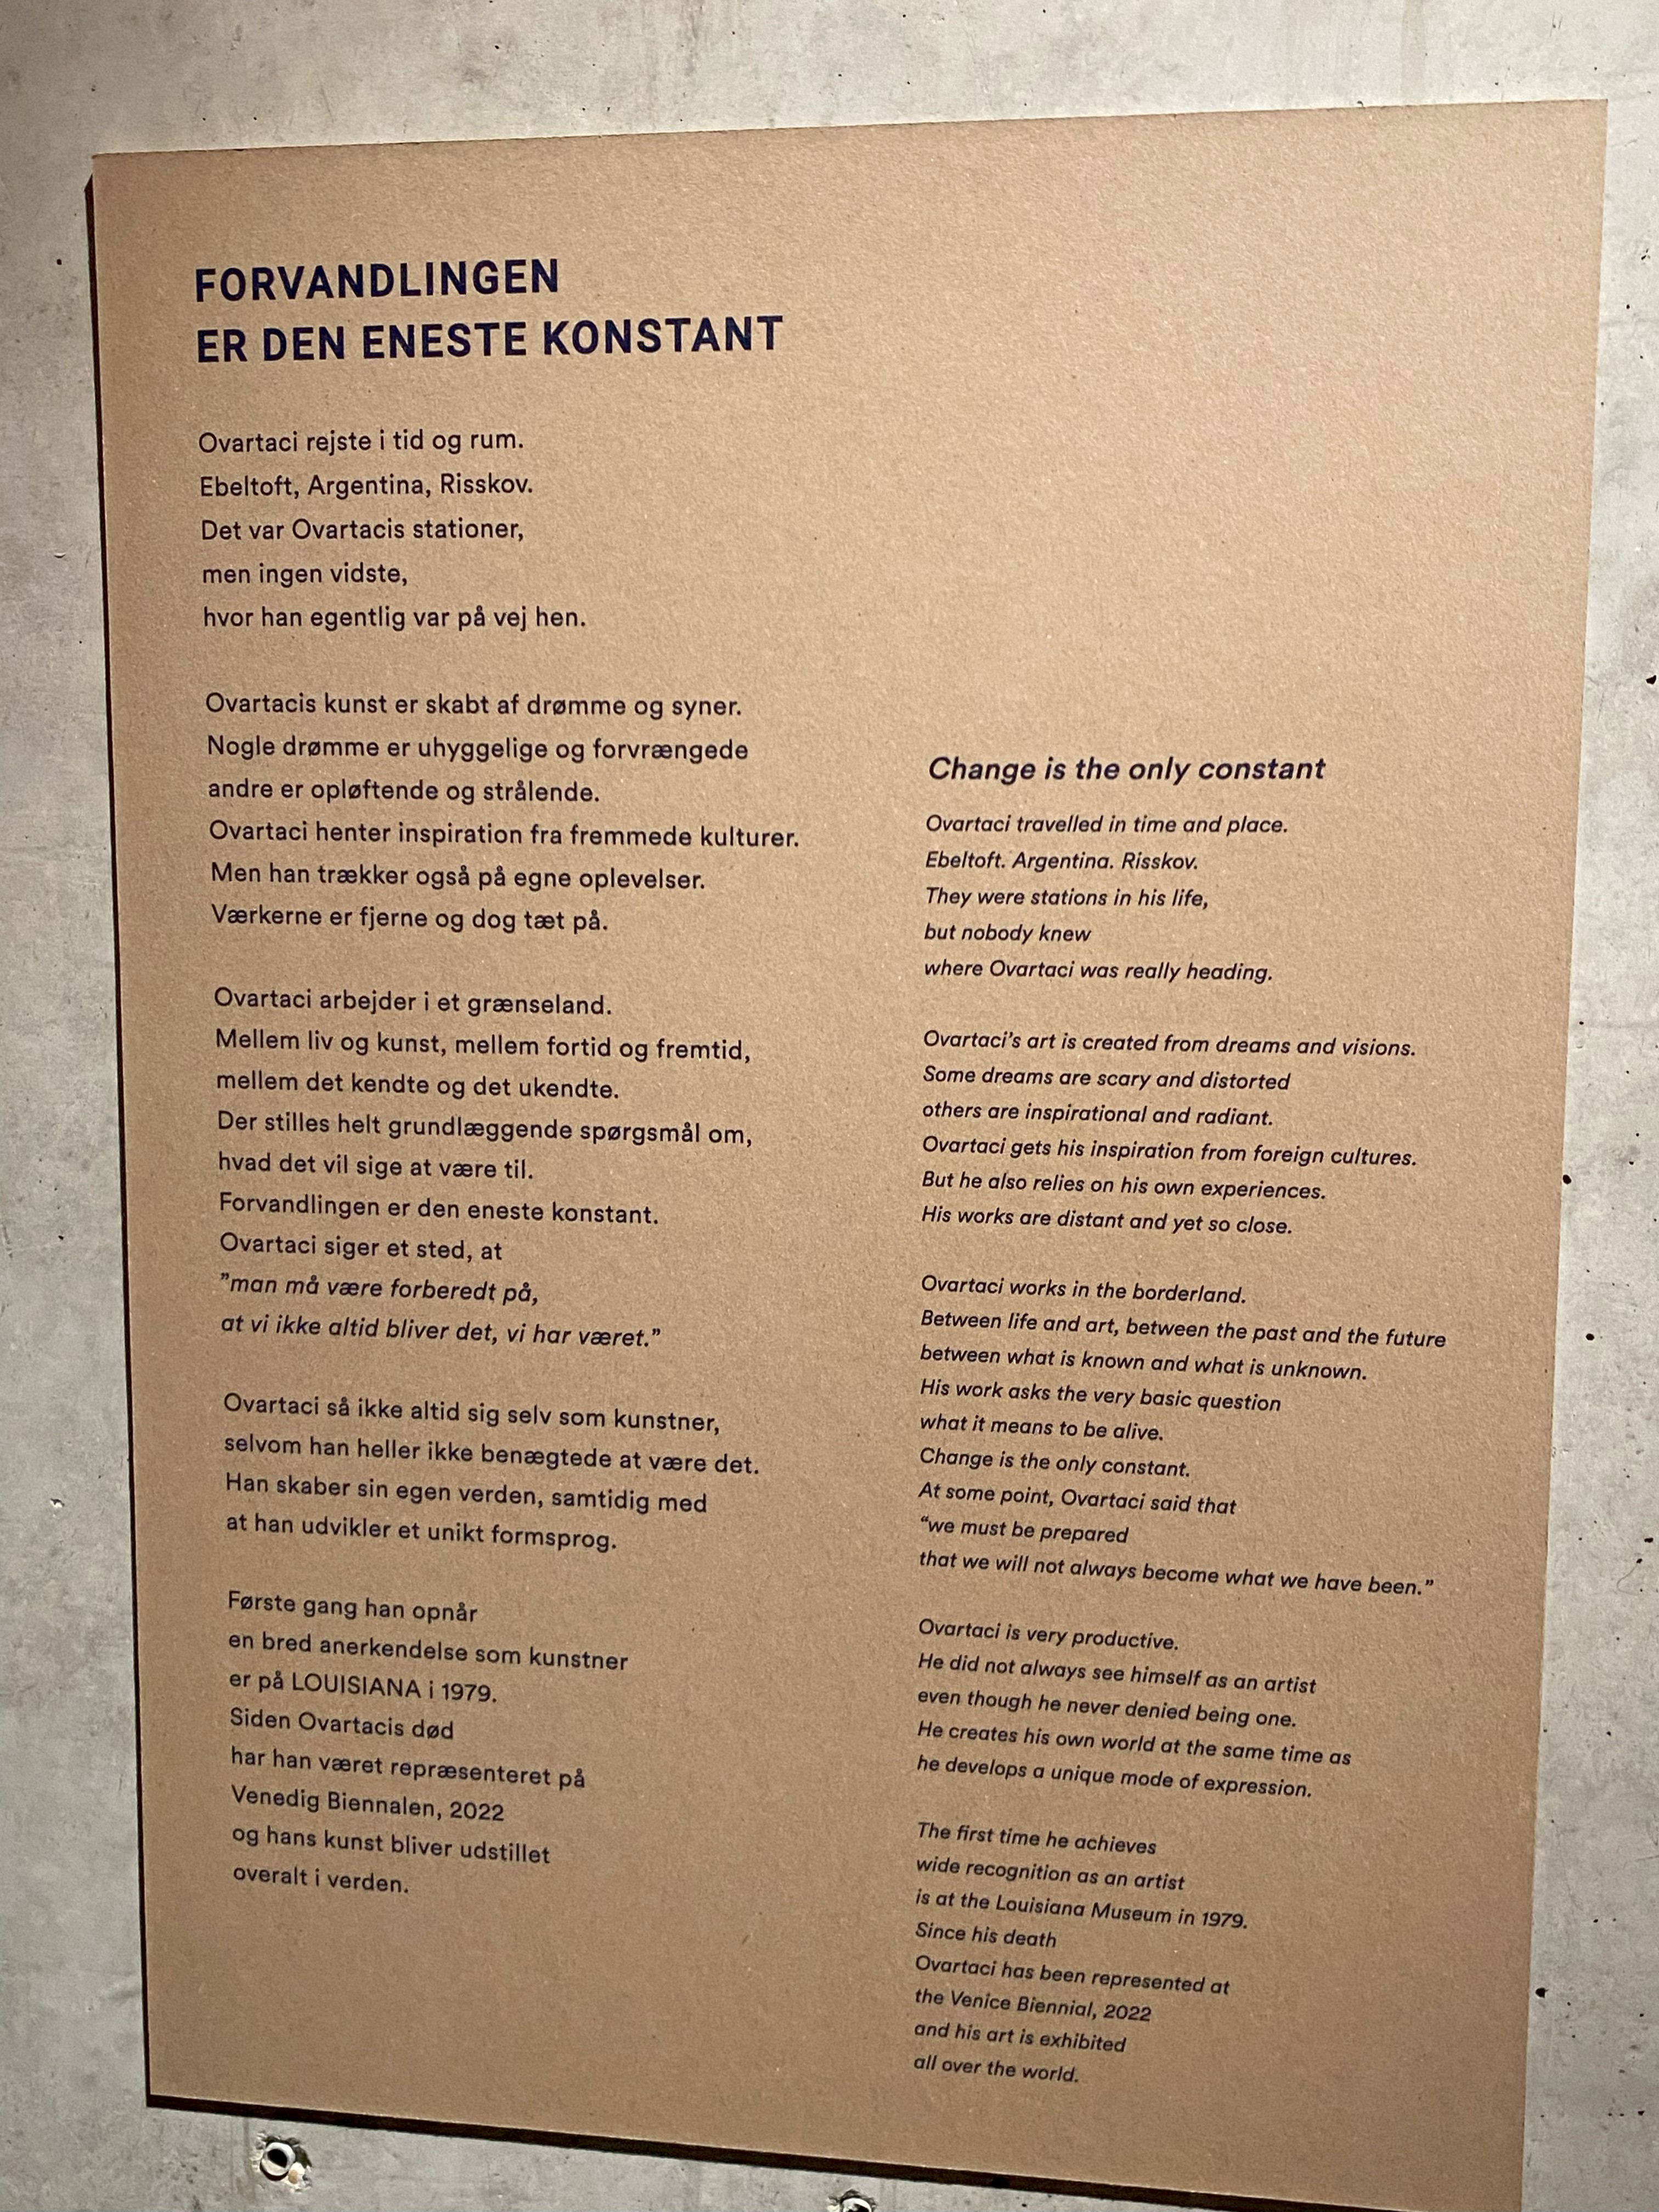 FORVANDLINGEN
ER DEN ENESTE KONSTANT
Ovartaci rejste i tid og rum.
Ebeltoft, Argentina, Risskov.
Det var Ovartacis stationer,
men ingen vidste,
hvor han egentlig var på vej hen.
Ovartacis kunst er skabt af drømme og syner.
Nogle drømme er uhyggelige og forvrængede
andre er opløftende og strålende.
Ovartaci henter inspiration fra fremmede kulturer.
Men han trækker også på egne oplevelser.
Værkerne er fjerne og dog tæt på.
Ovartaci arbejder i et grænseland.
Mellem liv og kunst, mellem fortid og fremtid,
mellem det kendte og det ukendte.
Der stilles helt grundlæggende spørgsmål om,
hvad det vil sige at være til.
Forvandlingen er den eneste konstant.
Ovartaci siger et sted, at
”man må være forberedt på,
at vi ikke altid bliver det, vi har været.”
Ovartaci så ikke altid sig selv som kunstner,
selvom han heller ikke benægtede at være det.
Han skaber sin egen verden, samtidig med
at han udvikler et unikt formsprog.
Første gang han opnår
en bred anerkendelse som kunstner
er på LOUISIANA i 1979.
Siden Ovartacis død
har han været repræsenteret på
Venedig Biennalen, 2022
og hans kunst bliver udstillet
overalt i verden.
Change is the only constant
Ovartaci travelled in time and place.
Ebeltoft. Argentina. Risskov.
They were stations in his life,
but nobody knew
where Ovartaci was really heading.
Ovartaci’s art is created from dreams and visions.
Some dreams are scary and distorted
others are inspirational and radiant.
Ovartaci gets his inspiration from foreign cultures.
But he also relies on his own experiences.
His works are distant and yet so close.
Ovartaci works in the borderland.
Between life and art, between the past and the future
between what is known and what is unknown.
His work asks the very basic question
what it means to be alive.
Change is the only constant.
At some point, Ovartaci said that
“we must be prepared
that we will not always become what we have been.”
Ovartaci is very productive.
He did not always see himself as an artist
even though he never denied being one.
He creates his own world at the same time as
he develops a unique mode of expression.
The first time he achieves
wide recognition as an artist
is at the Louisiana Museum in 1979.
Since his death
Ovartaci has been represented at
the Venice Biennial, 2022
and his art is exhibited
all over the world.